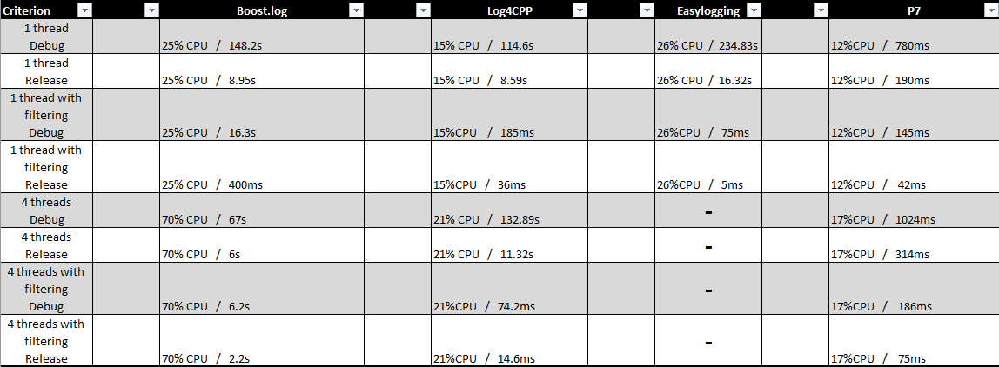 Criterion Boost.log Log4CPP Easylogging P7
1 thread
Debug 25% CPU / 148.2s 15% CPU / 114.6s 26% CPU / 234.83s 12%CPU / 780ms
1 thread
Release 25% CPU / 8.95s 15% CPU / 8.59s 26% CPU / 16.32s 12%CPU / 190ms
1 thread with
filtering
Debug 25% CPU / 16.3s 15%CPU / 185ms 26%CPU / 75ms 12%CPU / 145ms
1 thread with
filtering
Release 25% CPU / 400ms 15%CPU / 36ms 26%CPU / 5ms 12%CPU / 42ms
4 threads
Debug 70% CPU / 67s 21% CPU / 132.89s - 17%CPU / 1024ms
4 threads
Release 70% CPU / 6s 21% CPU / 11.32s - 17%CPU / 314ms
4 threads with
filtering
Debug 70% CPU / 6.2s 21%CPU / 74.2ms - 17%CPU / 186ms
4 threads with
filtering
Release 70% CPU / 2.2s 21%CPU / 14.6ms - 17%CPU / 75ms